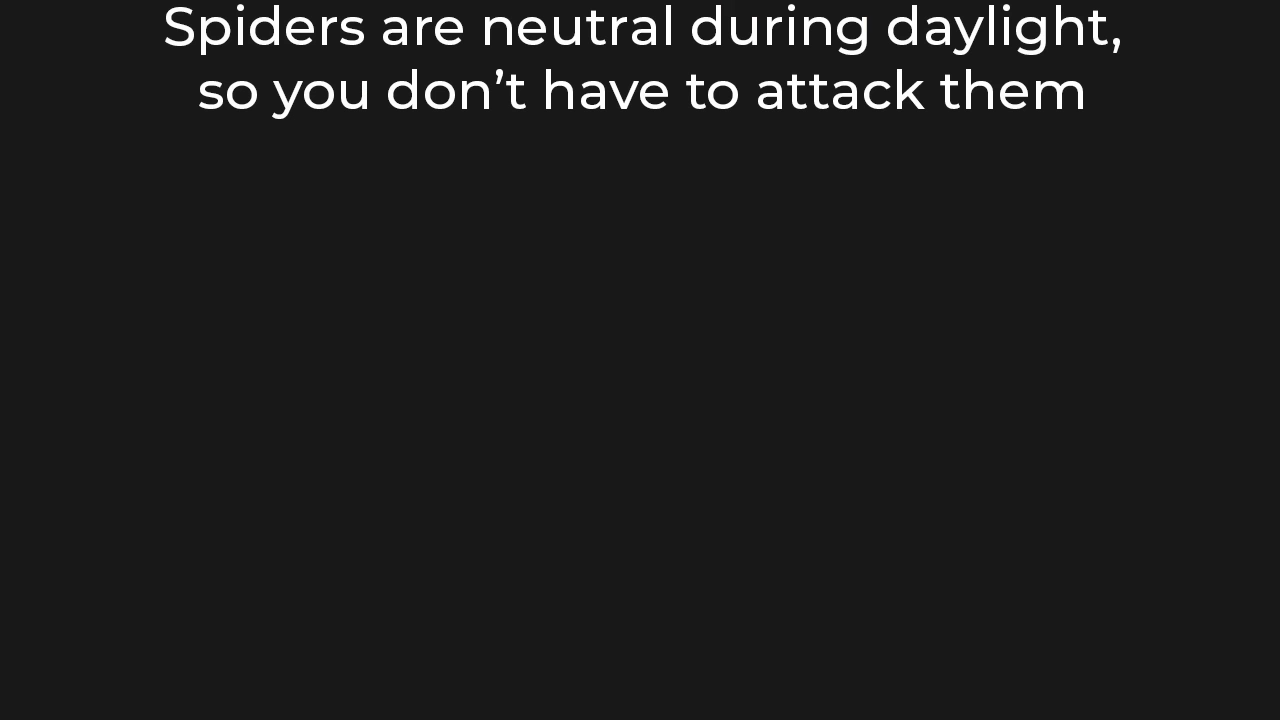 Spiders are neutral during daylight,
so you don’t have to attack them